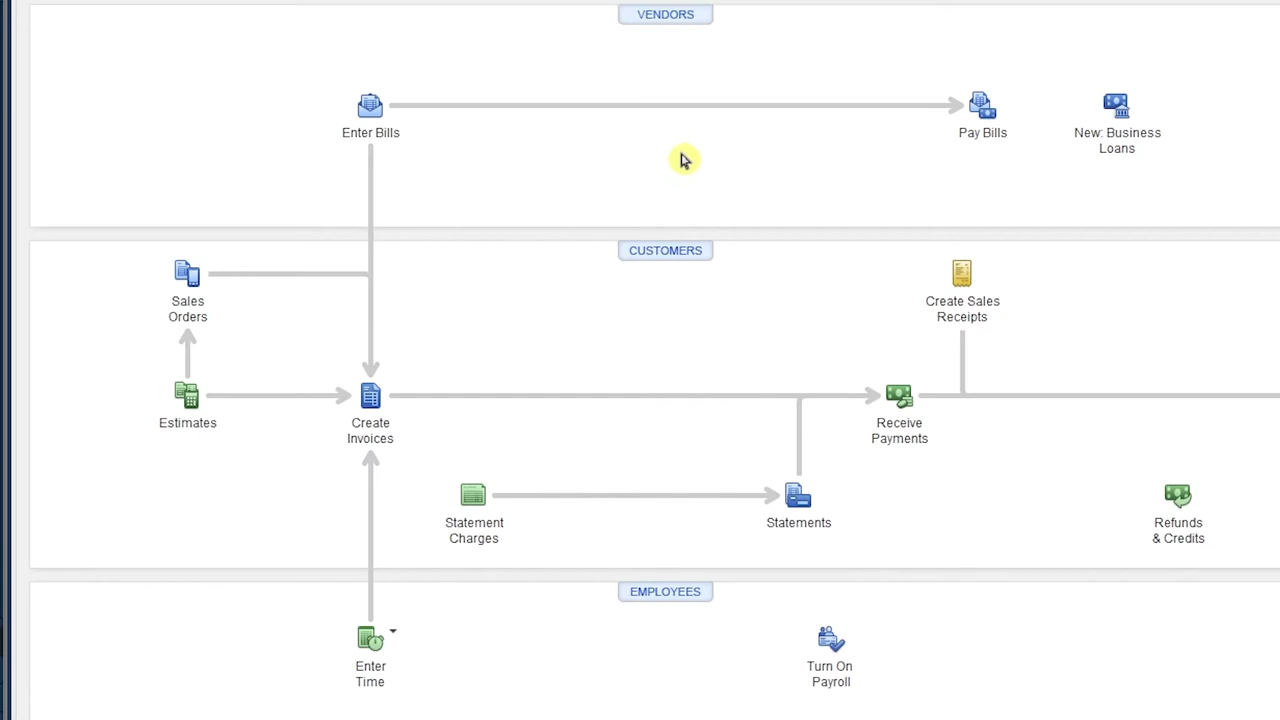 VENDORS
Enter Bills
Pay Bills
New: Business
Loans
CUSTOMERS
Sales
Orders
Create Sales
Receipts
Estimates
Create
Invoices
Receive
Payments
Statement
Charges
Statements
Refunds
& Credits
EMPLOYEES
Enter
Time
Turn On
Payroll